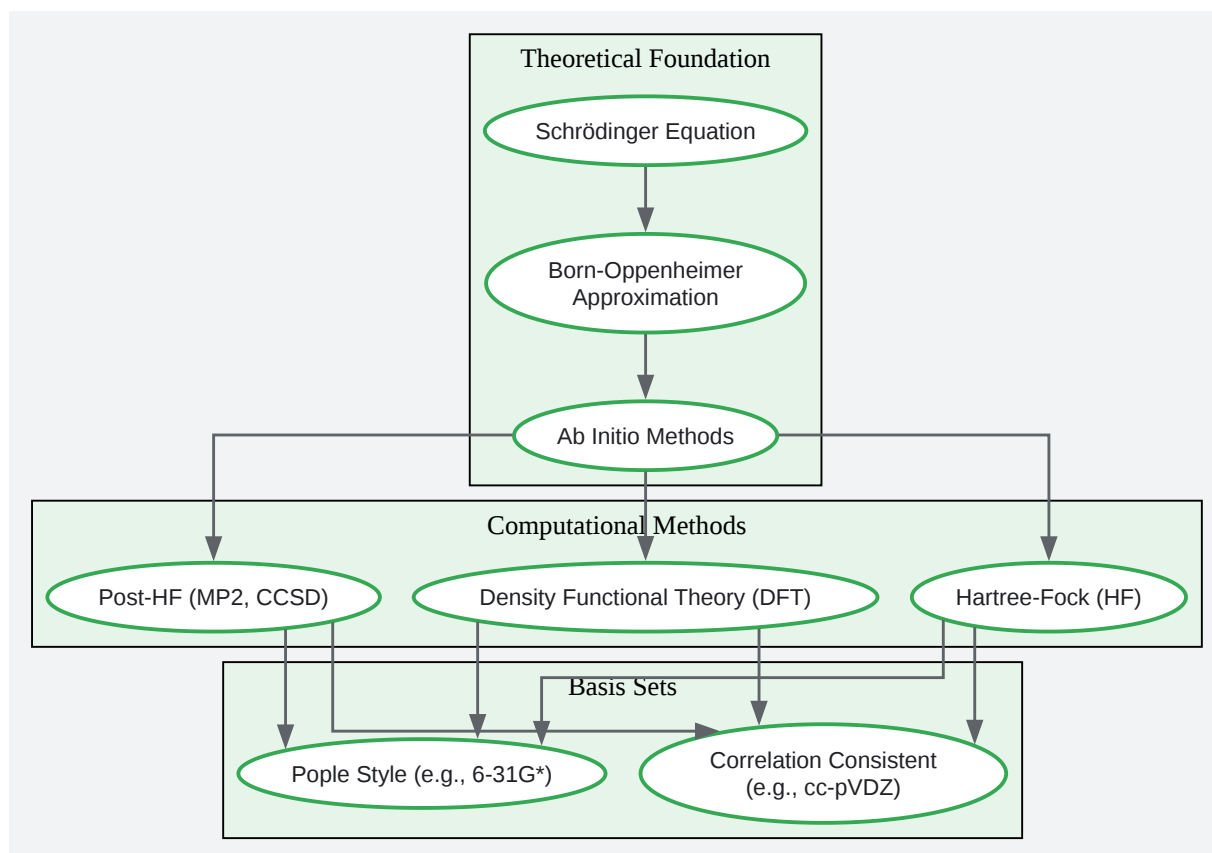 Theoretical Foundation
Schrödinger Equation
Born-Oppenheimer
Approximation
Ab Initio Methods
Computational Methods
Post-HF (MP2, CCSD)
Density Functional Theory (DFT)
Hartree-Fock (HF)
Basis Sets
Pople Style (e.g., 6-31G*)
Correlation Consistent
(e.g., cc-pVDZ)